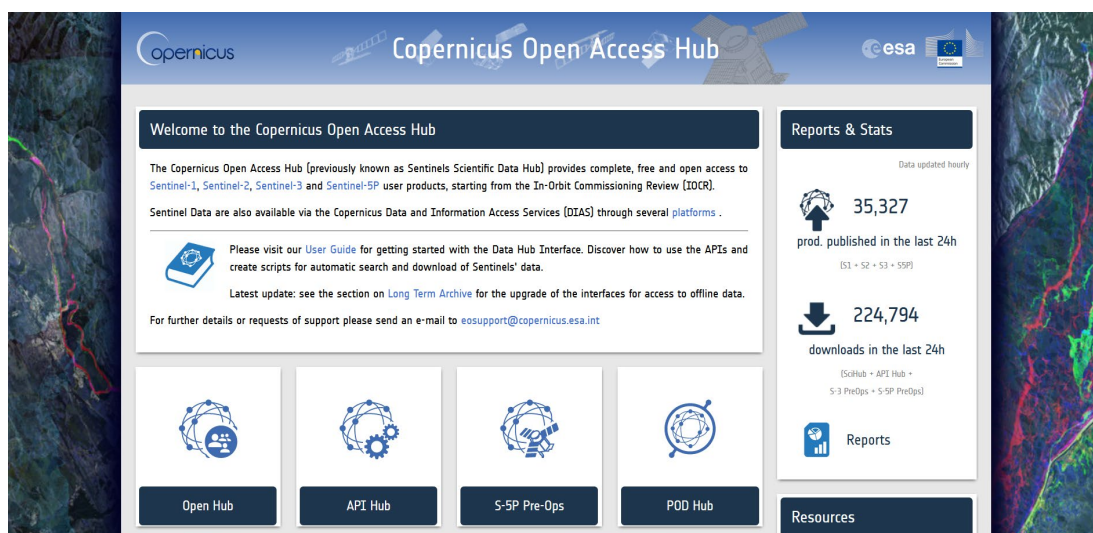 opernicus
Copernicus Open Access Hub
esa
European
Commission
Welcome to the Copernicus Open Access Hub
The Copernicus Open Access Hub (previously known as Sentinels Scientific Data Hub) provides complete, free and open access to
Sentinel-1, Sentinel-2, Sentinel-3 and Sentinel-5P user products, starting from the In-Orbit Commissioning Review (IOCR).
Sentinel Data are also available via the Copernicus Data and Information Access Services (DIAS) through several platforms .
Please visit our User Guide for getting started with the Data Hub Interface. Discover how to use the APIs and
create scripts for automatic search and download of Sentinels' data.
Latest update: see the section on Long Term Archive for the upgrade of the interfaces for access to offline data.
For further details or requests of support please send an e-mail to eosupport@copernicus.esa.int
Open Hub
API Hub
S-5P Pre-Ops
POD Hub
Reports & Stats
Data updated hourly
35,327
prod. published in the last 24h
(S1 + S2 + S3 + S5P)
224,794
downloads in the last 24h
(SciHub + API Hub +
S-3 PreOps + S-5P PreOps)
Reports
Resources